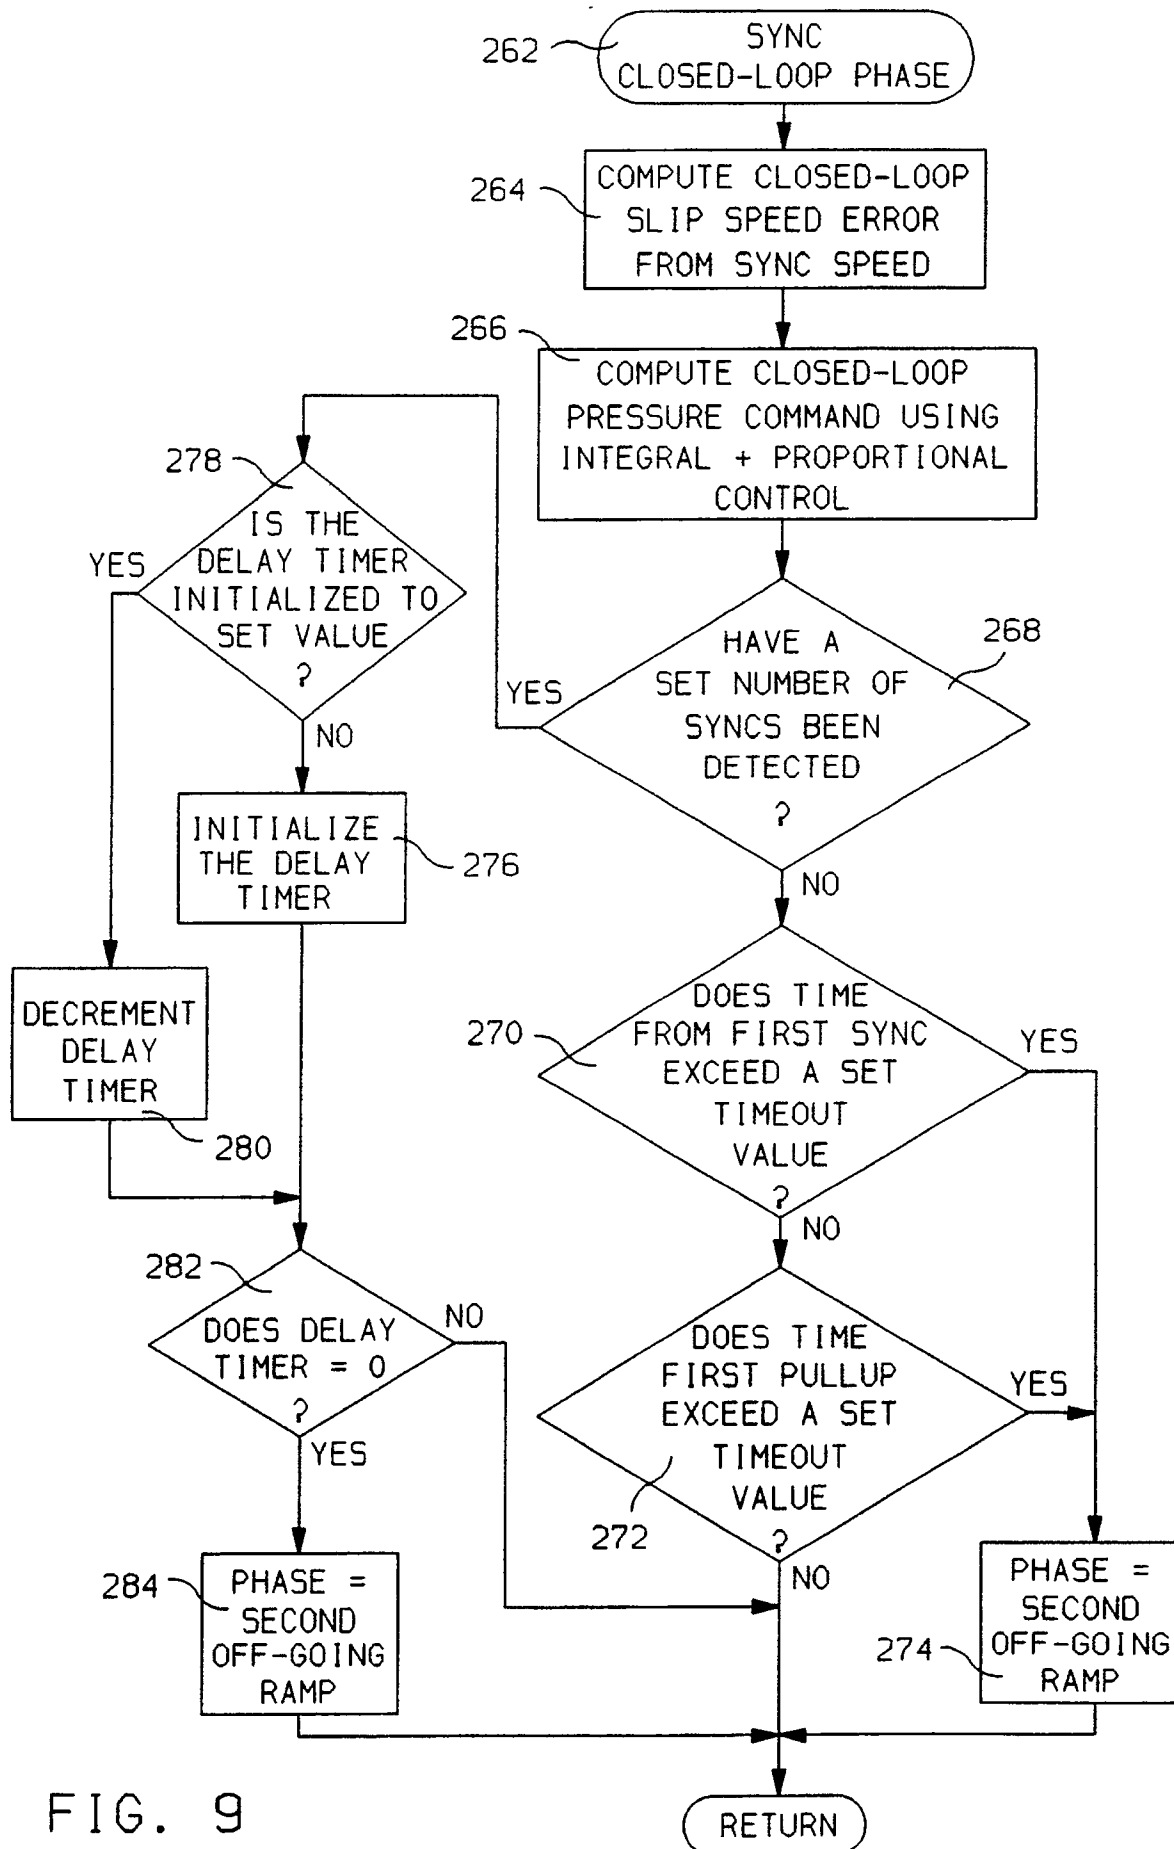 262
SYNC
CLOSED-LOOP PHASE
264
COMPUTE CLOSED-LOOP
SLIP SPEED ERROR
FROM SYNC SPEED
266
COMPUTE CLOSED-LOOP
PRESSURE COMMAND USING
INTEGRAL + PROPORTIONAL
CONTROL
278
IS THE
DELAY TIMER
INITIALIZED TO
SET VALUE
?
YES
NO
268
HAVE A
SET NUMBER OF
SYNCS BEEN
DETECTED
?
YES
NO
INITIALIZE
THE DELAY
TIMER
276
DECREMENT
DELAY
TIMER
280
270
DOES TIME
FROM FIRST SYNC
EXCEED A SET
TIMEOUT
VALUE
?
YES
NO
282
DOES DELAY
TIMER = 0
?
NO
YES
DOES TIME
FIRST PULLUP
EXCEED A SET
TIMEOUT
VALUE
?
YES
272
NO
284
PHASE =
SECOND
OFF-GOING
RAMP
274
PHASE =
SECOND
OFF-GOING
RAMP
RETURN
FIG. 9